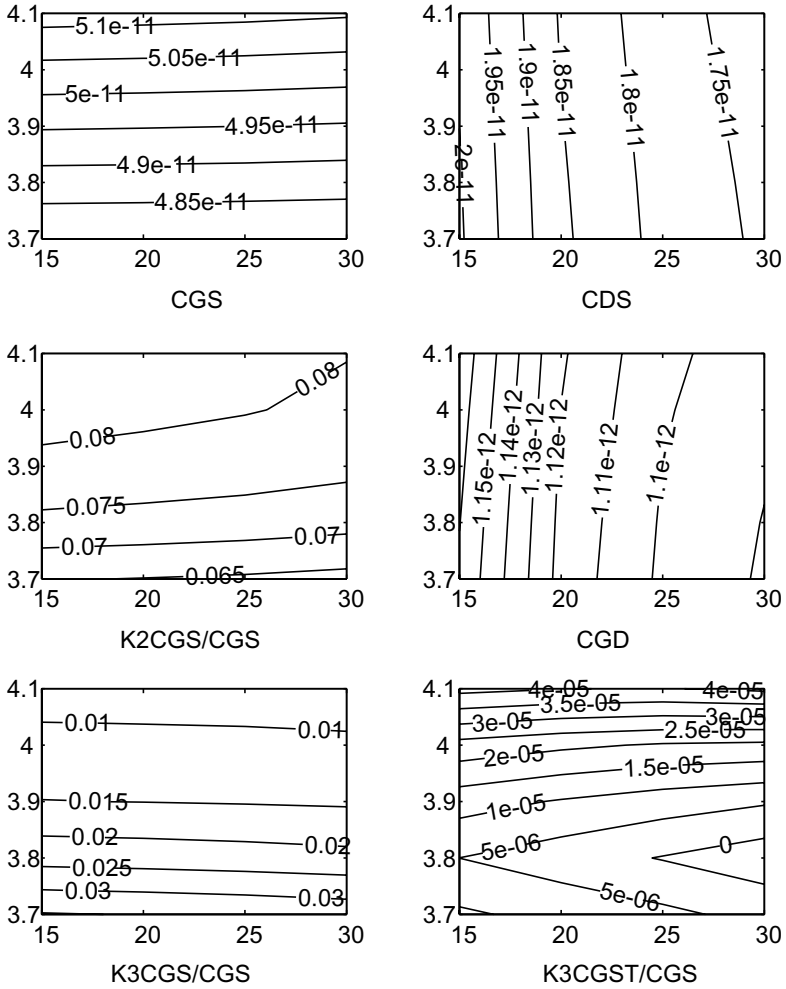 4.1
4
3.9
3.8
3.7
15 20 25 30
5.1e-11
5.05e-11
5e-11
4.95e-11
4.9e-11
4.85e-11
CGS
4.1
4
3.9
3.8
3.7
15 20 25 30
2e-11
1.95e-11
1.9e-11
1.85e-11
1.8e-11
1.75e-11
CDS
4.1
4
3.9
3.8
3.7
15 20 25 30
0.08
0.08
0.075
0.07
0.07
0.065
K2CGS/CGS
4.1
4
3.9
3.8
3.7
15 20 25 30
1.15e-12
1.14e-12
1.13e-12
1.12e-12
1.11e-12
1.1e-12
CGD
4.1
4
3.9
3.8
3.7
15 20 25 30
0.01
0.01
0.015
0.02
0.02
0.025
0.03
0.03
K3CGS/CGS
4.1
4
3.9
3.8
3.7
15 20 25 30
4e-05
4e-05
3.5e-05
3e-05
3e-05
2.5e-05
2e-05
1.5e-05
1e-05
5e-06
0
5e-06
K3CGST/CGS